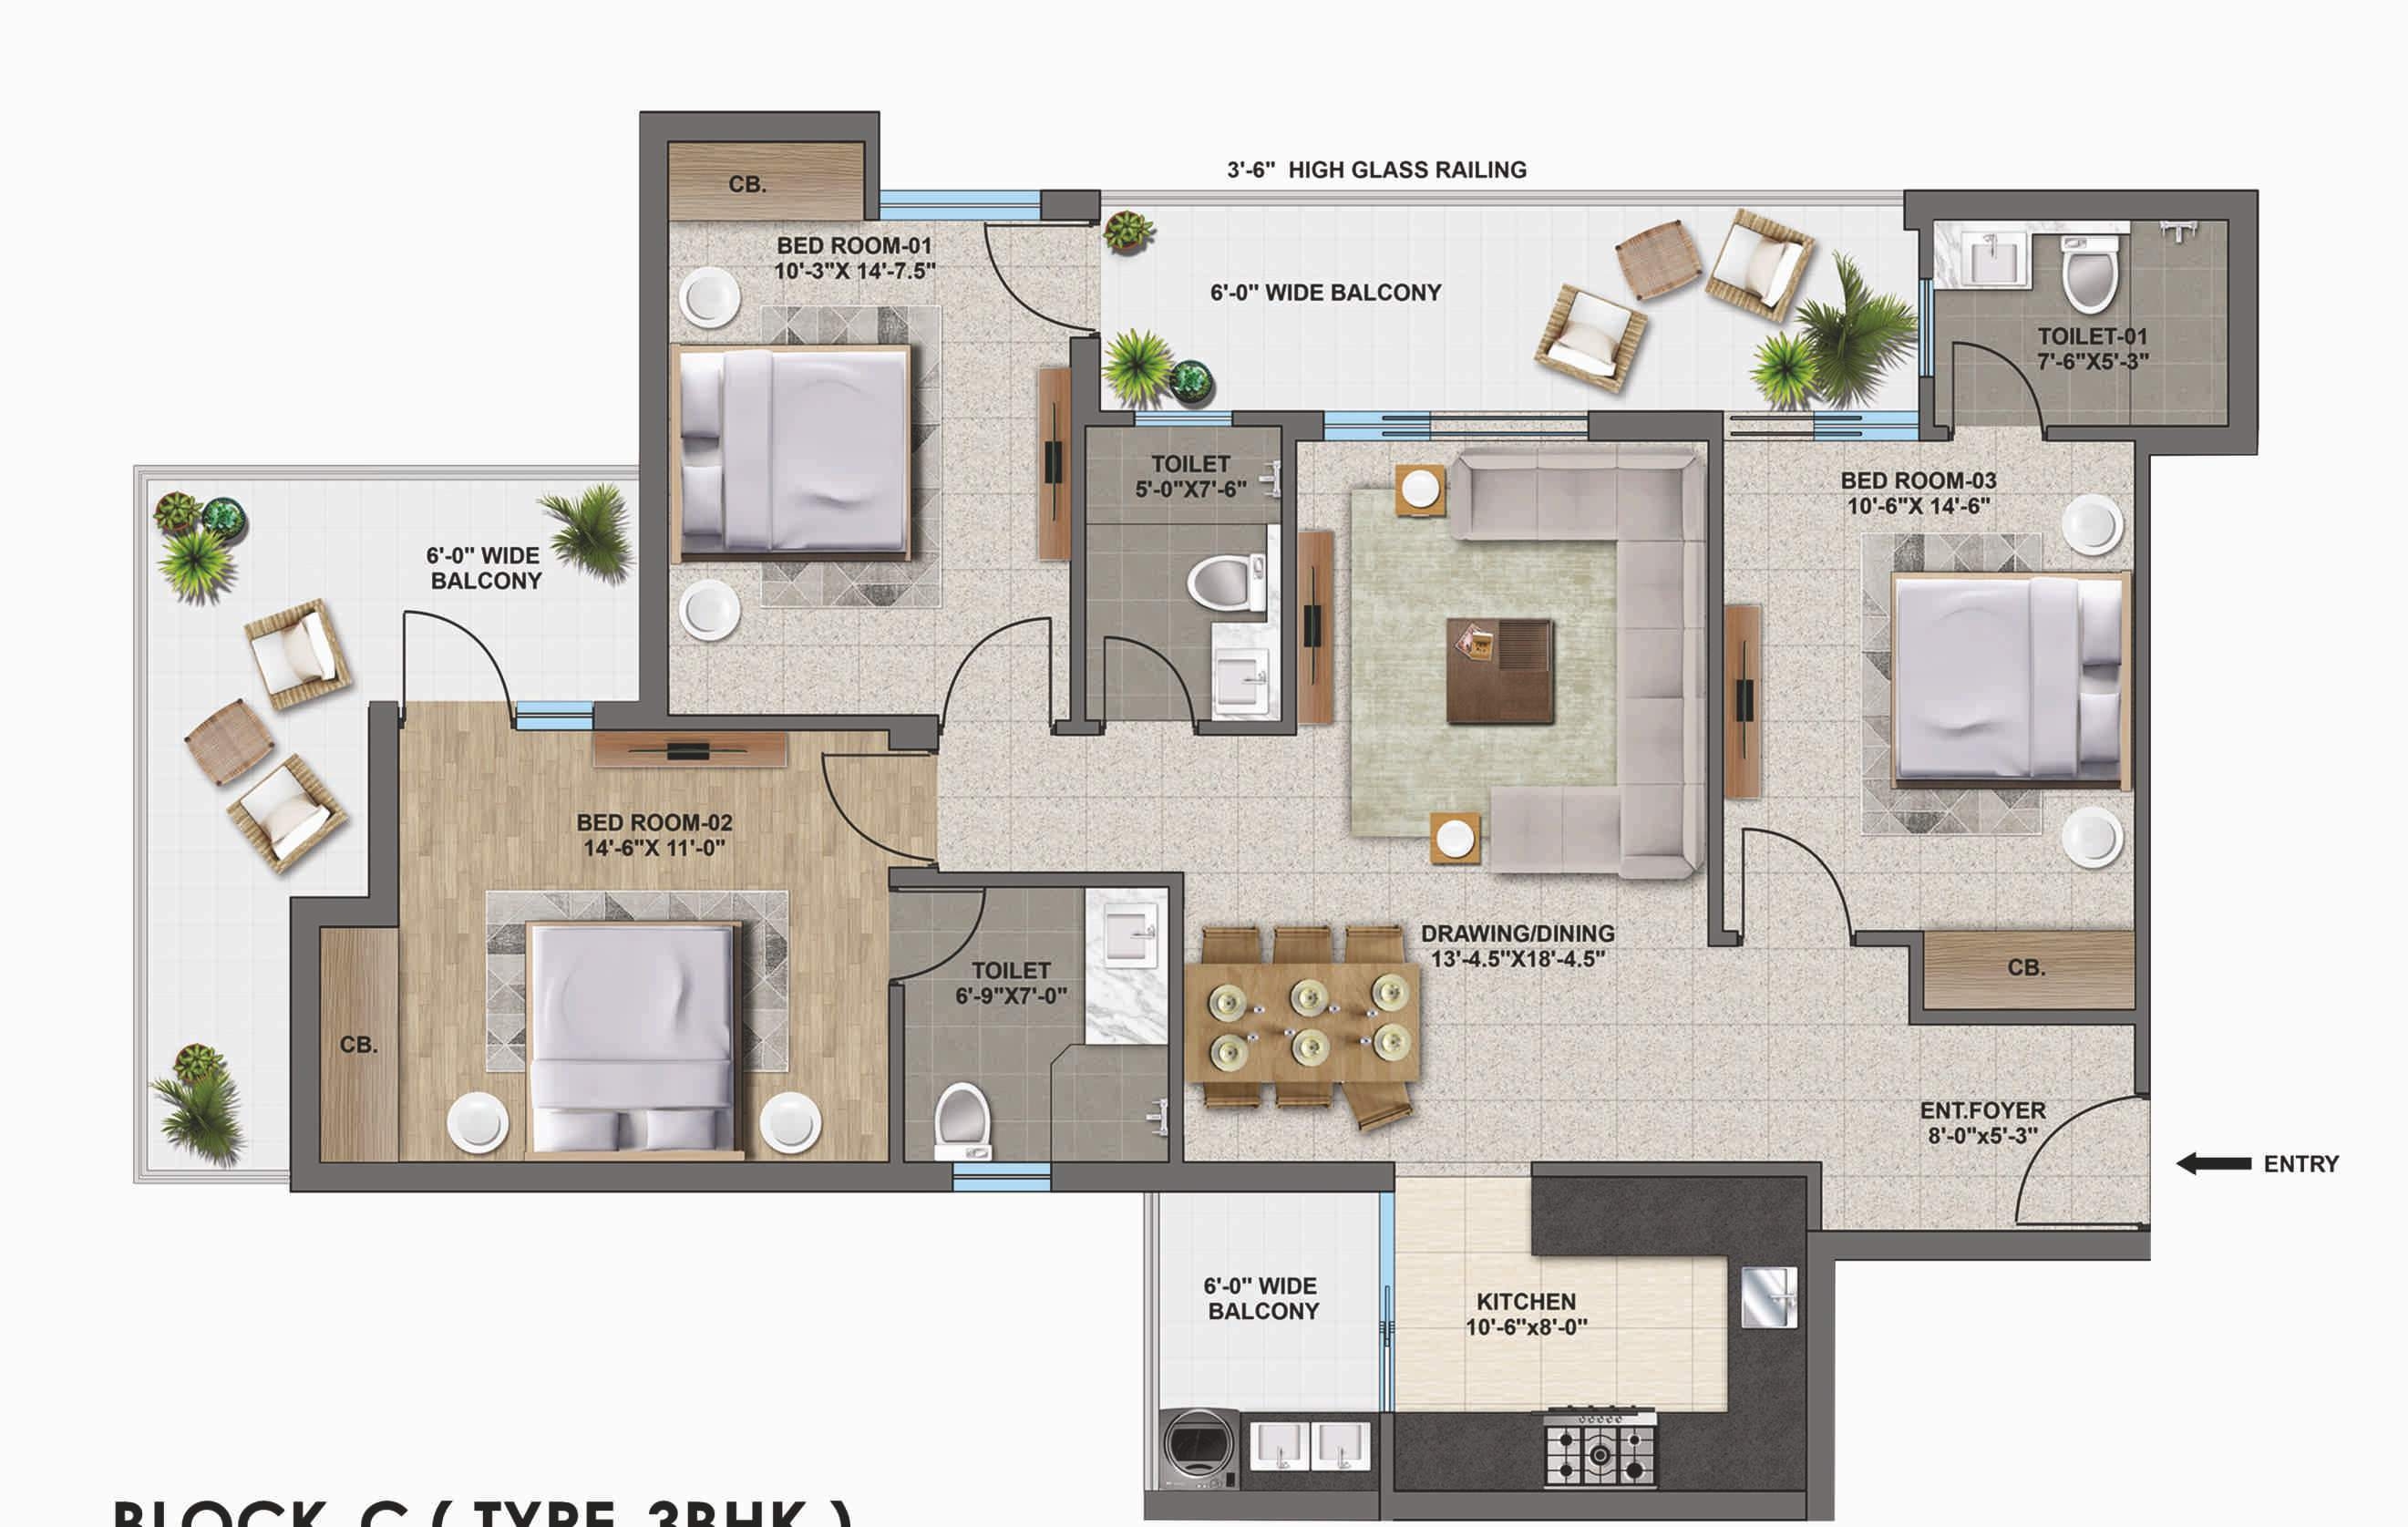 3'-6" HIGH GLASS RAILING
CB.
BED ROOM-01
10'-3"X 14'-7.5"
6'-0" WIDE BALCONY
TOILET-01
7'-6"X5'-3"
TOILET
5'-0"X7'-6"
BED ROOM-03
10'-6"X 14'-6"
6'-0" WIDE
BALCONY
BED ROOM-02
14'-6"X 11'-0"
DRAWING/DINING
13'-4.5"X18'-4.5"
CB.
TOILET
6'-9"X7'-0"
CB.
ENT.FOYER
8'-0"x5'-3"
ENTRY
6'-0" WIDE
BALCONY
KITCHEN
10'-6"x8'-0"
BLOCK C ( TYPE 3BHK )